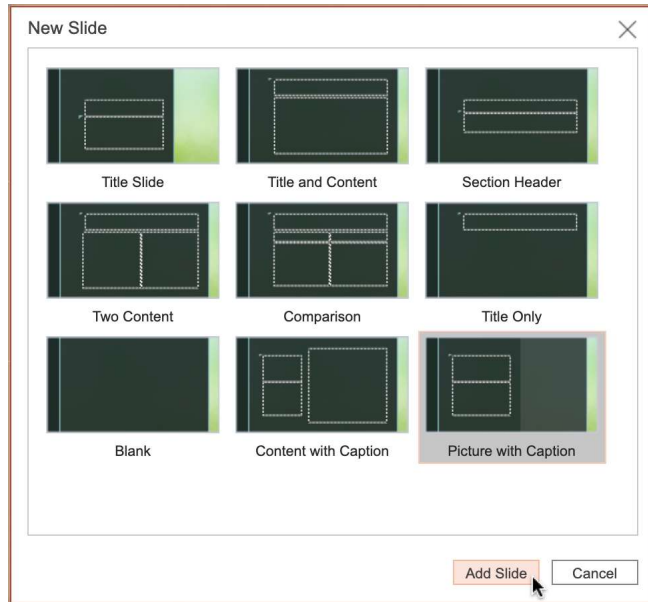 New Slide
Title Slide
Title and Content
Section Header
Two Content
Comparison
Title Only
Blank
Content with Caption
Picture with Caption
Add Slide
Cancel